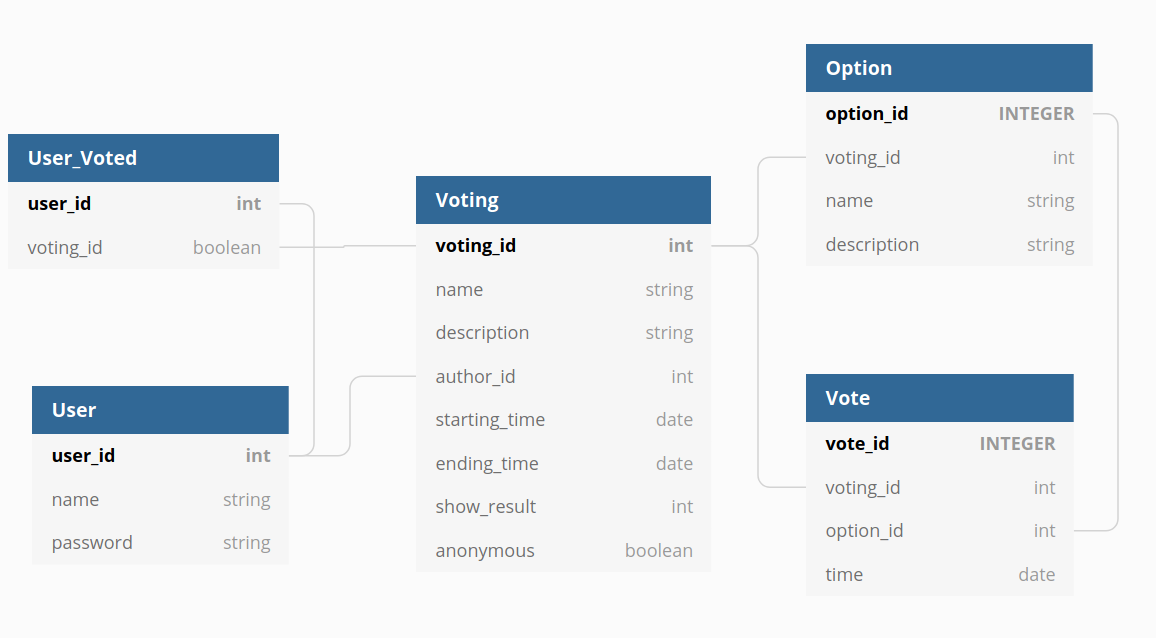 User_Voted
user_id int
voting_id boolean
User
user_id int
name string
password string
Voting
voting_id int
name string
description string
author_id int
starting_time date
ending_time date
show_result int
anonymous boolean
Option
option_id INTEGER
voting_id int
name string
description string
Vote
vote_id INTEGER
voting_id int
option_id int
time date